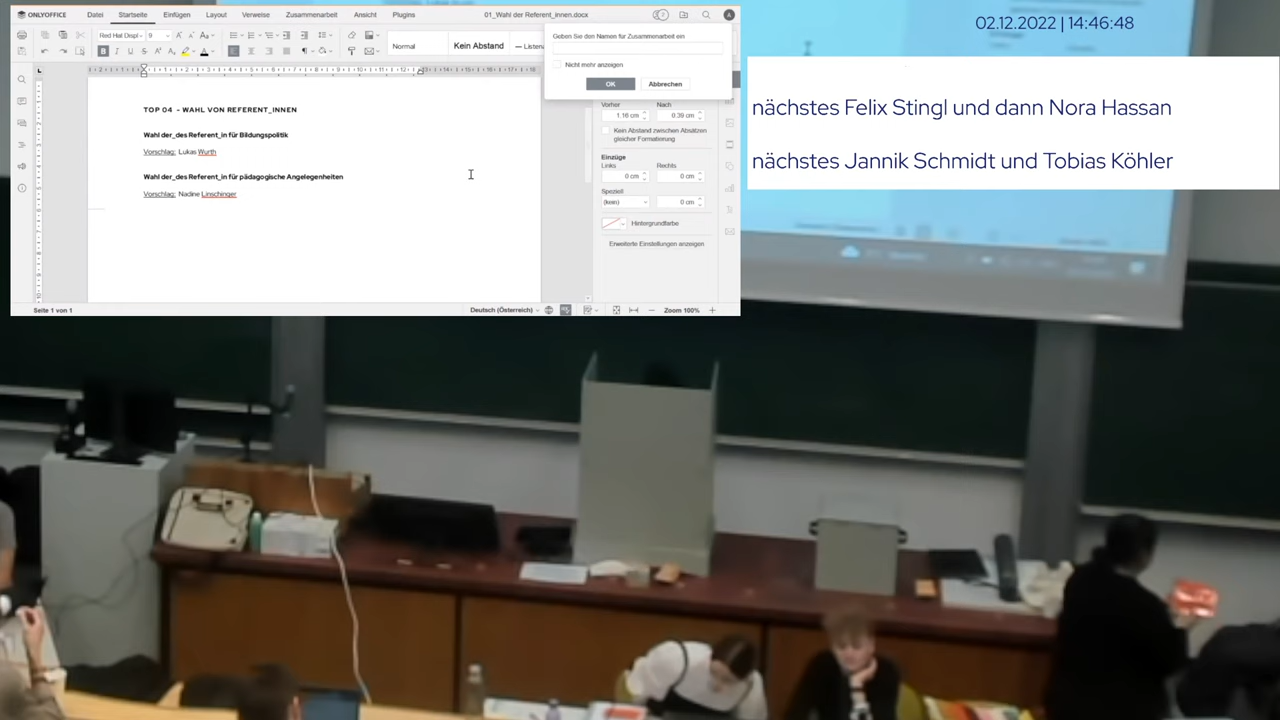 ONLYOFFICE
Datei Startseite Einfügen Layout Verweise Zusammenarbeit Ansicht Plugins
01_Wahl der Referent_innen.docx
Red Hat Displ 9
Normal Kein Abstand
Geben Sie den Namen für Zusammenarbeit ein
Nicht mehr anzeigen
OK Abbrechen
Vorher Nach
1.16 cm 0.39 cm
Kein Abstand zwischen Absätzen
gleicher Formatierung
Einzüge
Links Rechts
0 cm 0 cm
Speziell
(kein) 0 cm
Hintergrundfarbe
Erweiterte Einstellungen anzeigen
TOP 04 - WAHL VON REFERENT_INNEN
Wahl der_des Referent_in für Bildungspolitik
Vorschlag: Lukas Wurth
Wahl der_des Referent_in für pädagogische Angelegenheiten
Vorschlag: Nadine Linschinger
Seite 1 von 1
Deutsch (Österreich)
Zoom 100%
02.12.2022 | 14:46:48
nächstes Felix Stingl und dann Nora Hassan
nächstes Jannik Schmidt und Tobias Köhler